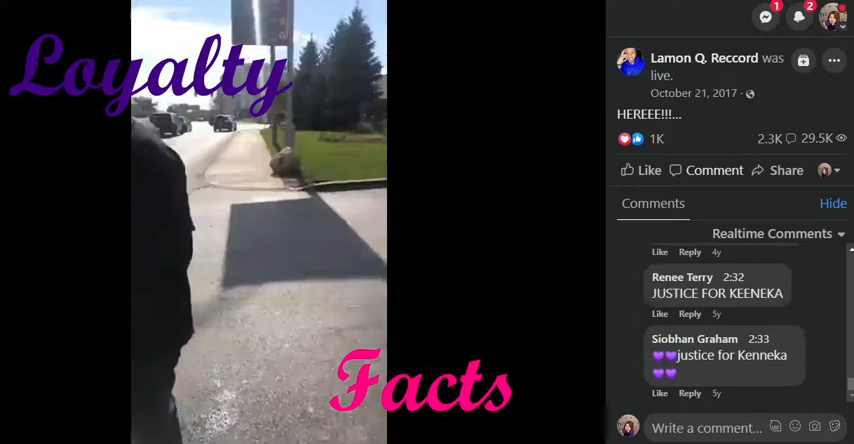 Loyalty
Facts
1
2
Lamon Q. Reccord was
live.
October 21, 2017 ·
HEREEE!!!...
1K
2.3K
29.5K
Like
Comment
Share
Comments
Hide
Realtime Comments
Like Reply 4y
Renee Terry 2:32
JUSTICE FOR KEENEKA
Like Reply 5y
Siobhan Graham 2:33
💜💜justice for Kenneka
💜💜
Like Reply 5y
Write a comment...